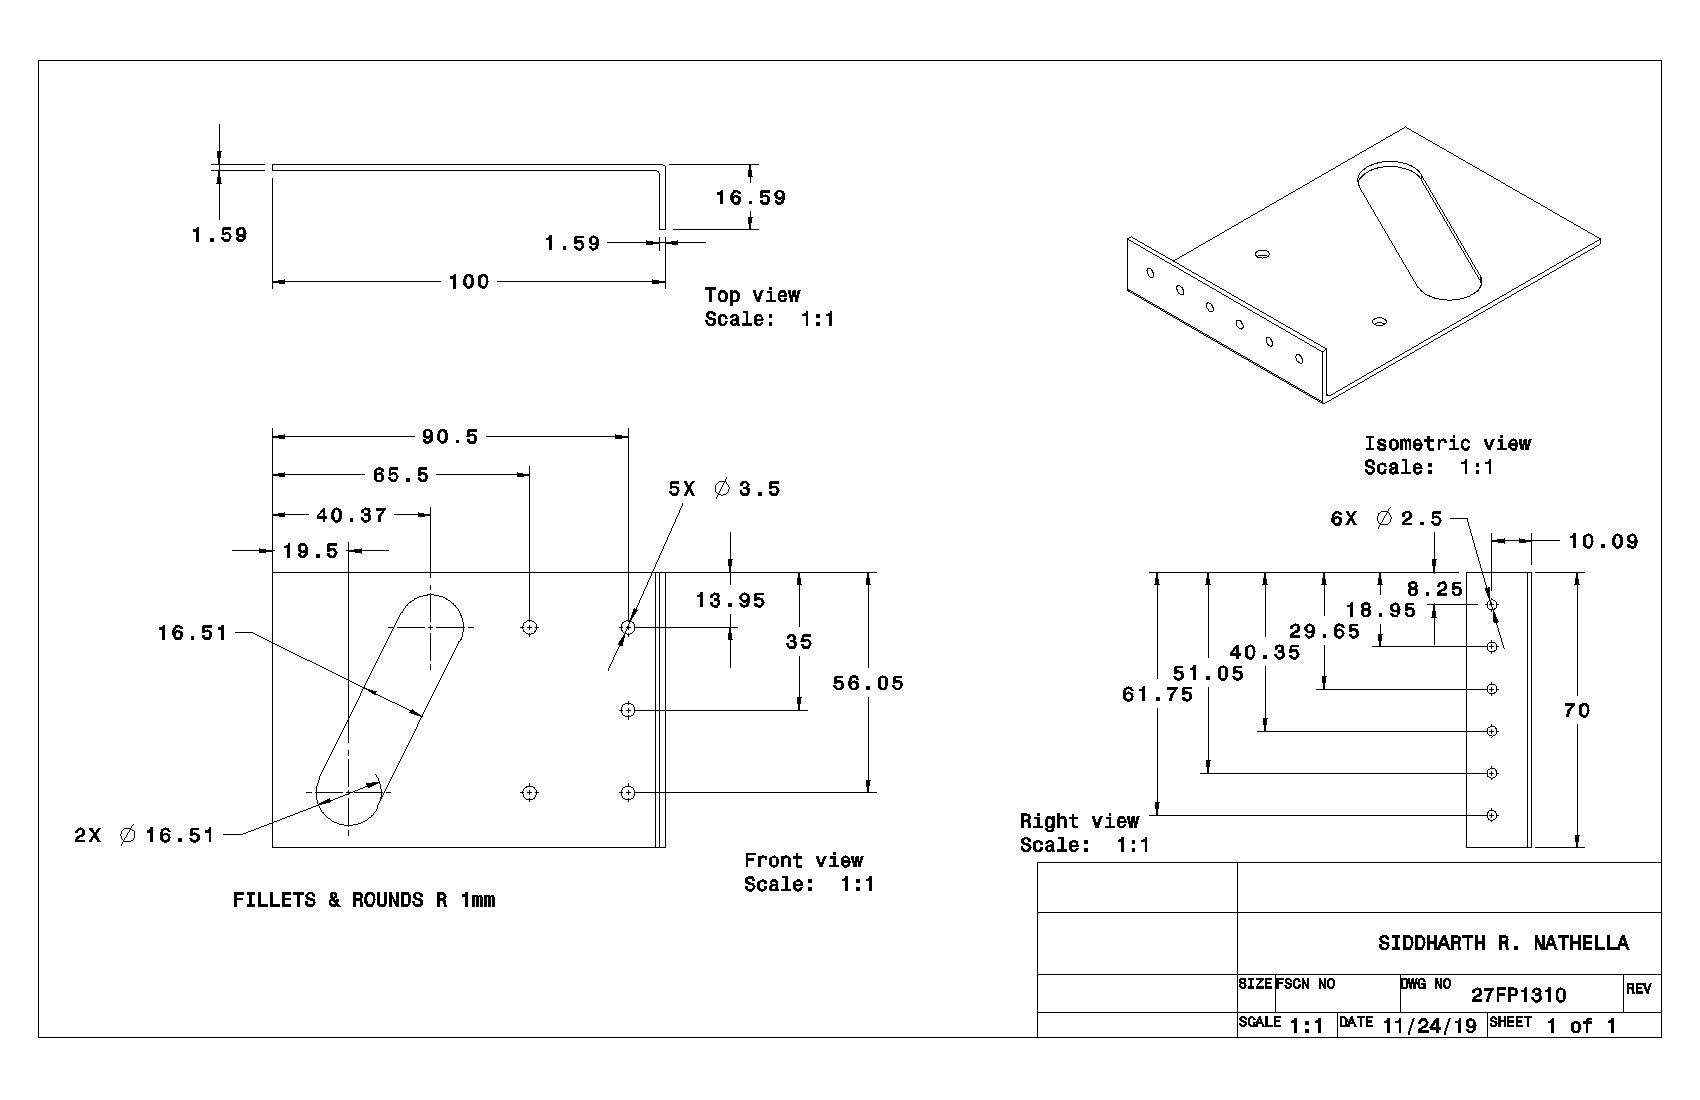 16.59
1.59
1.59
100
Top view
Scale: 1:1
Isometric view
Scale: 1:1
90.5
65.5
40.37
19.5
5X Ø 3.5
13.95
35
56.05
16.51
2X Ø 16.51
Front view
Scale: 1:1
FILLETS & ROUNDS R 1mm
6X Ø 2.5
10.09
8.25
18.95
29.65
40.35
51.05
61.75
70
Right view
Scale: 1:1
SIDDHARTH R. NATHELLA
SIZE FSCN NO DWG NO 27FP1310 REV
SCALE 1:1 DATE 11/24/19 SHEET 1 of 1